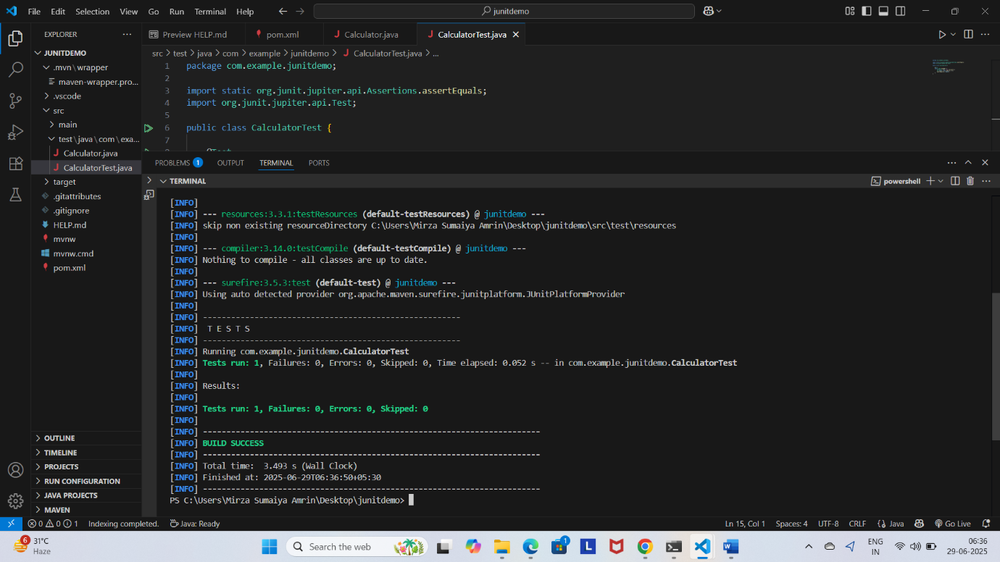 File Edit Selection View Go Run Terminal Help
junitdemo
EXPLORER
JUNITDEMO
.mvn\wrapper
maven-wrapper.pro...
.vscode
src
main
test\java\com\exa...
Calculator.java
CalculatorTest.java
target
.gitattributes
.gitignore
HELP.md
mvnw
mvnw.cmd
pom.xml
OUTLINE
TIMELINE
PROJECTS
RUN CONFIGURATION
JAVA PROJECTS
MAVEN
Preview HELP.md pom.xml Calculator.java CalculatorTest.java
src > test > java > com > example > junitdemo > CalculatorTest.java > ...
1 package com.example.junitdemo;
2
3 import static org.junit.jupiter.api.Assertions.assertEquals;
4 import org.junit.jupiter.api.Test;
5
6 public class CalculatorTest {
7
PROBLEMS 1 OUTPUT TERMINAL PORTS
TERMINAL
powershell
[INFO]
[INFO] --- resources:3.3.1:testResources (default-testResources) @ junitdemo ---
[INFO] skip non existing resourceDirectory C:\Users\Mirza Sumaiya Amrin\Desktop\junitdemo\src\test\resources
[INFO]
[INFO] --- compiler:3.14.0:testCompile (default-testCompile) @ junitdemo ---
[INFO] Nothing to compile - all classes are up to date.
[INFO]
[INFO] --- surefire:3.5.3:test (default-test) @ junitdemo ---
[INFO] Using auto detected provider org.apache.maven.surefire.junitplatform.JUnitPlatformProvider
[INFO]
[INFO] -------------------------------------------------------
[INFO]  T E S T S
[INFO] -------------------------------------------------------
[INFO] Running com.example.junitdemo.CalculatorTest
[INFO] Tests run: 1, Failures: 0, Errors: 0, Skipped: 0, Time elapsed: 0.052 s -- in com.example.junitdemo.CalculatorTest
[INFO]
[INFO] Results:
[INFO]
[INFO] Tests run: 1, Failures: 0, Errors: 0, Skipped: 0
[INFO]
[INFO] ------------------------------------------------------------------------
[INFO] BUILD SUCCESS
[INFO] ------------------------------------------------------------------------
[INFO] Total time:  3.493 s (Wall Clock)
[INFO] Finished at: 2025-06-29T06:36:50+05:30
[INFO] ------------------------------------------------------------------------
PS C:\Users\Mirza Sumaiya Amrin\Desktop\junitdemo>
0 0 1 Indexing completed. Java: Ready
Ln 15, Col 1 Spaces: 4 UTF-8 CRLF {} Java Go Live
6 31°C
Haze
Search the web
1
L
ENG
IN
06:36
29-06-2025